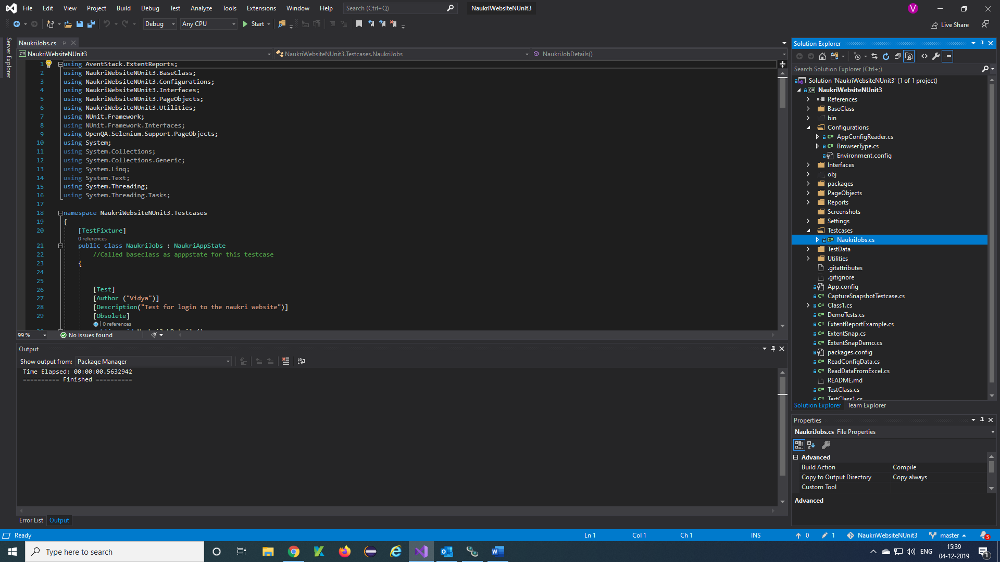 File Edit View Project Build Debug Test Analyze Tools Extensions Window Help Search (Ctrl+Q) NaukriWebsiteNUnit3 V
Debug Any CPU Start Live Share
Server Explorer
NaukriJobs.cs
NaukriWebsiteNUnit3 NaukriWebsiteNUnit3.Testcases.NaukriJobs NaukriJobDetails()
1 using AventStack.ExtentReports;
2 using NaukriWebsiteNUnit3.BaseClass;
3 using NaukriWebsiteNUnit3.Configurations;
4 using NaukriWebsiteNUnit3.Interfaces;
5 using NaukriWebsiteNUnit3.PageObjects;
6 using NaukriWebsiteNUnit3.Utilities;
7 using NUnit.Framework;
8 using NUnit.Framework.Interfaces;
9 using OpenQA.Selenium.Support.PageObjects;
10 using System;
11 using System.Collections;
12 using System.Collections.Generic;
13 using System.Linq;
14 using System.Text;
15 using System.Threading;
16 using System.Threading.Tasks;
17
18 namespace NaukriWebsiteNUnit3.Testcases
19 {
20 [TestFixture]
0 references
21 public class NaukriJobs : NaukriAppState
22 //Called baseclass as apppstate for this testcase
23 {
24
25
26 [Test]
27 [Author ("Vidya")]
28 [Description("Test for login to the naukri website")]
29 [Obsolete]
| 0 references
99 % No issues found
Output
Show output from: Package Manager
Time Elapsed: 00:00:00.5632942
========== Finished ==========
Error List Output
Solution Explorer
Search Solution Explorer (Ctrl+;)
Solution 'NaukriWebsiteNUnit3' (1 of 1 project)
NaukriWebsiteNUnit3
References
BaseClass
bin
Configurations
C# AppConfigReader.cs
C# BrowserType.cs
Environment.config
Interfaces
obj
packages
PageObjects
Reports
Screenshots
Settings
Testcases
C# NaukriJobs.cs
TestData
Utilities
.gitattributes
.gitignore
App.config
C# CaptureSnapshotTestcase.cs
C# Class1.cs
C# DemoTests.cs
C# ExtentReportExample.cs
C# ExtentSnap.cs
C# ExtentSnapDemo.cs
packages.config
C# ReadConfigData.cs
C# ReadDataFromExcel.cs
README.md
C# TestClass.cs
C# TestClass1.cs
Solution Explorer Team Explorer
Properties
NaukriJobs.cs File Properties
Advanced
Build Action Compile
Copy to Output Directory Copy always
Custom Tool
Advanced
Ready Ln 1 Col 1 Ch 1 INS 0 1 NaukriWebsiteNUnit3 master 3
Type here to search ENG 15:39
04-12-2019 1